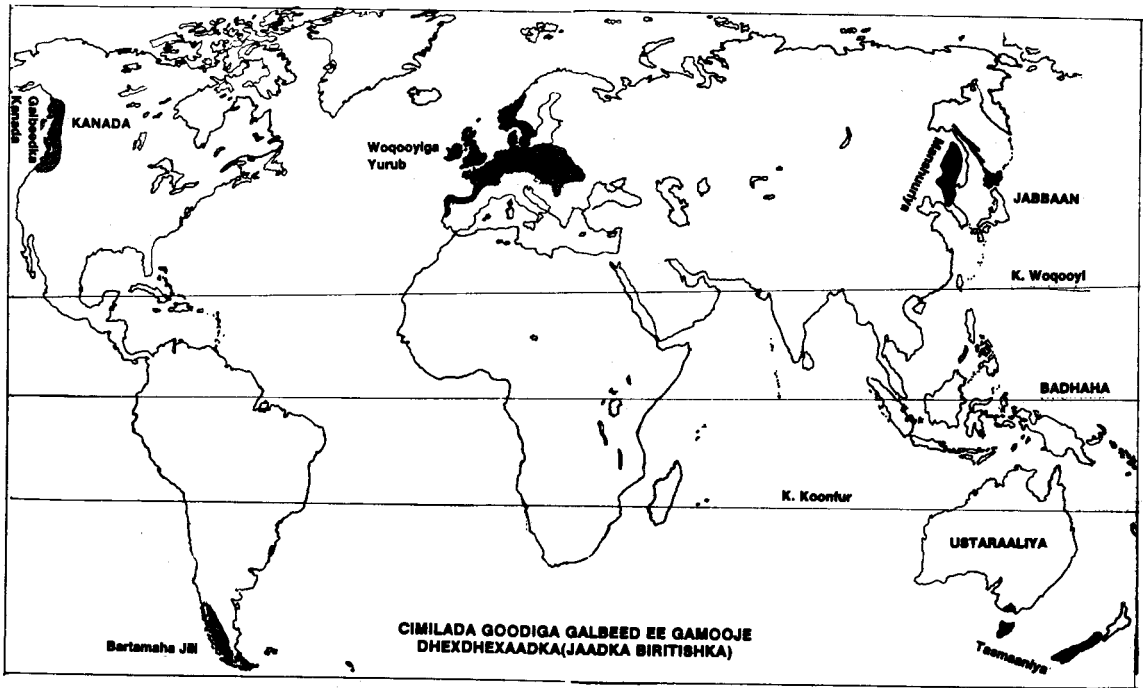 Galbeedka
Kanada
KANADA
Woqooyiga
Yurub
Manshuuriya
JABBAAN
K. Woqooyi
BADHAHA
K. Koonfur
USTARAALIYA
Bartamaha Jili
Tasmaaniya
CIMILADA GOODIGA GALBEED EE GAMOOJE
DHEXDHEXAADKA(JAADKA BIRITISHKA)